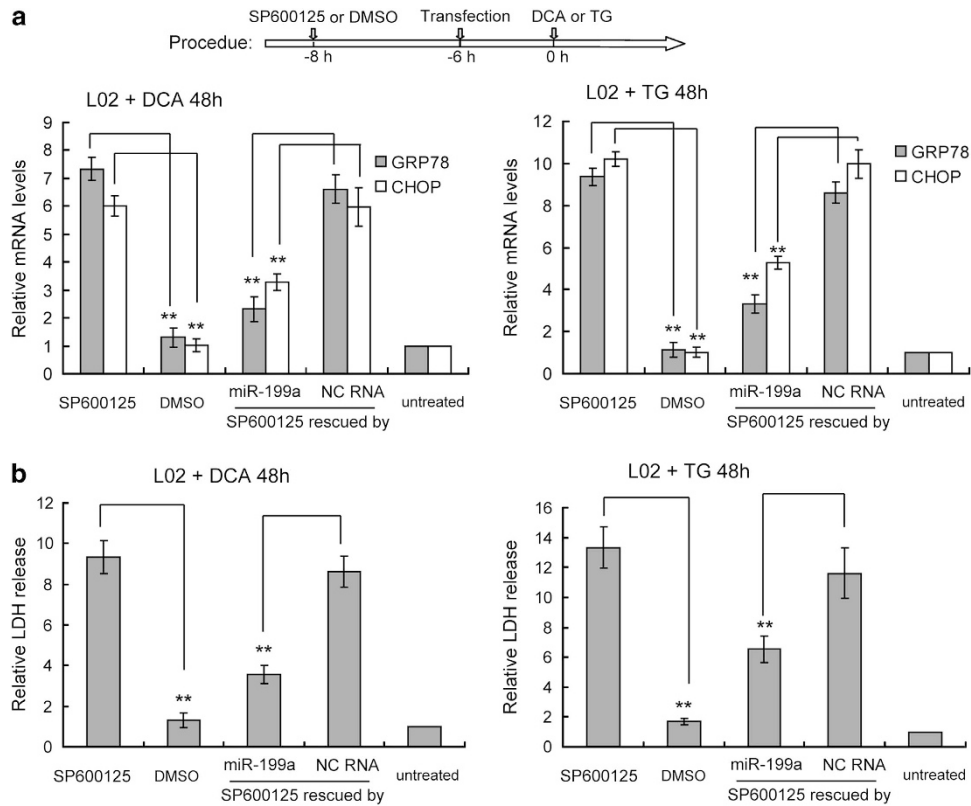 a
SP600125 or DMSO Transfection DCA or TG
Procedue:
-8 h -6 h 0 h
L02 + DCA 48h
Relative mRNA levels
9
8
7
6
5
4
3
2
1
0
GRP78
CHOP
** ** ** **
SP600125 DMSO miR-199a NC RNA untreated
SP600125 rescued by
L02 + TG 48h
Relative mRNA levels
12
10
8
6
4
2
0
GRP78
CHOP
** ** ** **
SP600125 DMSO miR-199a NC RNA untreated
SP600125 rescued by
b
L02 + DCA 48h
Relative LDH release
12
10
8
6
4
2
0
** **
SP600125 DMSO miR-199a NC RNA untreated
SP600125 rescued by
L02 + TG 48h
Relative LDH release
16
14
12
10
8
6
4
2
0
** **
SP600125 DMSO miR-199a NC RNA untreated
SP600125 rescued by